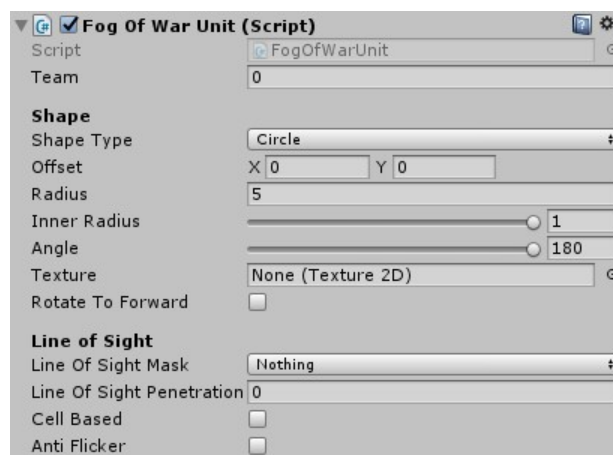 Fog Of War Unit (Script)
Script FogOfWarUnit
Team 0
Shape
Shape Type Circle
Offset X 0 Y 0
Radius 5
Inner Radius 1
Angle 180
Texture None (Texture 2D)
Rotate To Forward
Line of Sight
Line Of Sight Mask Nothing
Line Of Sight Penetration 0
Cell Based
Anti Flicker